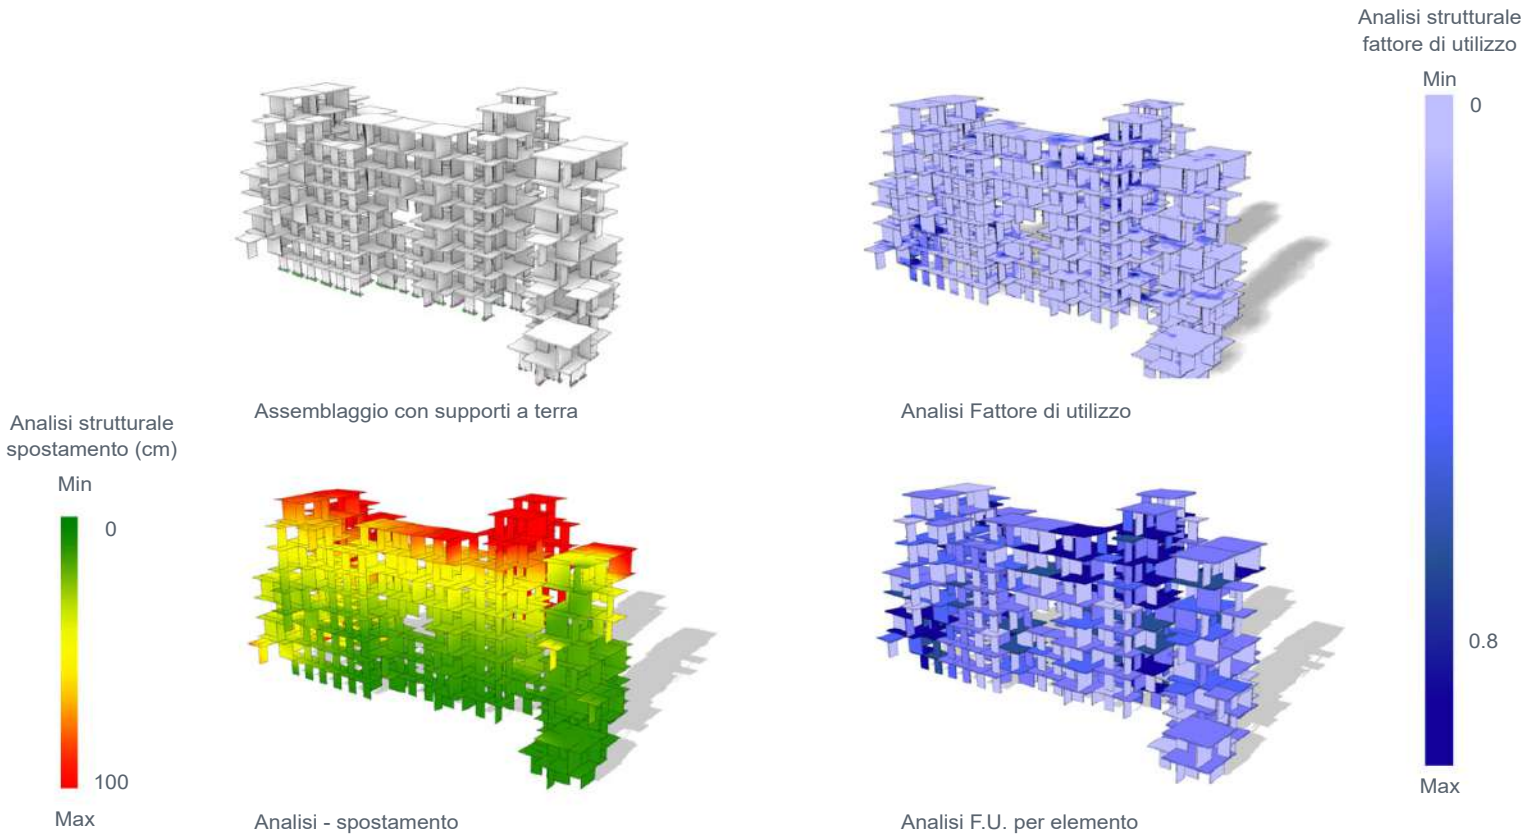 Analisi strutturale
fattore di utilizzo
Min
0
0.8
Max
Assemblaggio con supporti a terra
Analisi Fattore di utilizzo
Analisi strutturale
spostamento (cm)
Min
0
100
Max
Analisi - spostamento
Analisi F.U. per elemento